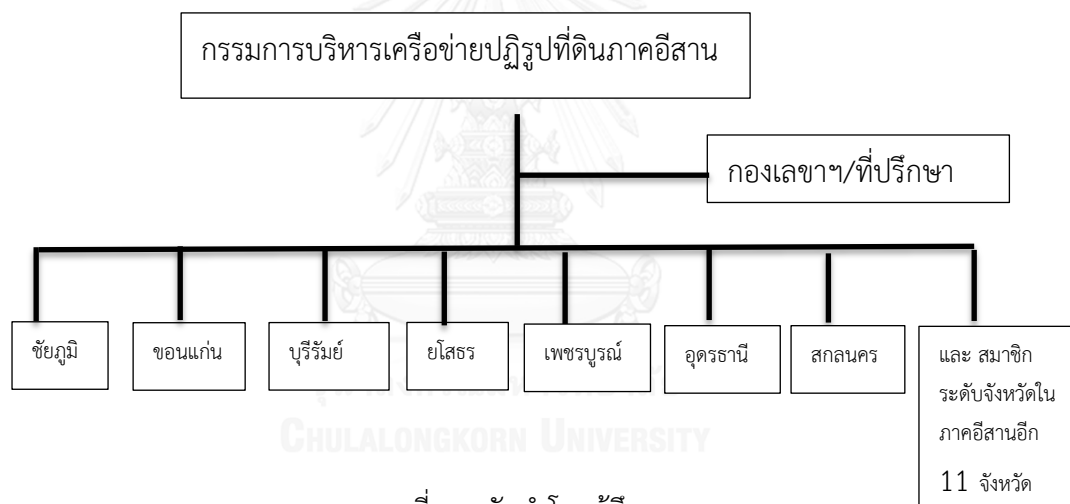 กรรมการบริหารเครือข่ายปฏิรูปที่ดินภาคอีสาน
กองเลขาฯ/ที่ปรึกษา
ชัยภูมิ
ขอนแก่น
บุรีรัมย์
ยโสธร
เพชรบูรณ์
อุดรธานี
สกลนคร
และ สมาชิก
ระดับจังหวัดใน
ภาคอีสานอีก
11 จังหวัด
CHULALONGKORN UNIVERSITY